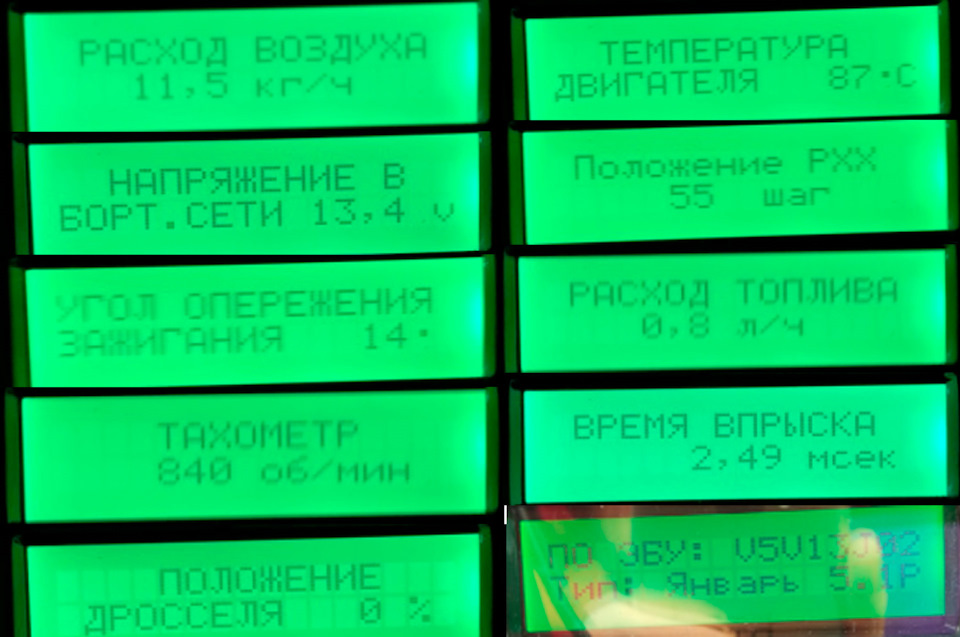 РАСХОД ВОЗДУХА
11,5 кг/ч
НАПРЯЖЕНИЕ В
БОРТ.СЕТИ 13,4 v
УГОЛ ОПЕРЕЖЕНИЯ
ЗАЖИГАНИЯ 14°
ТАХОМЕТР
840 об/мин
ПОЛОЖЕНИЕ
ДРОССЕЛЯ 0 %
ТЕМПЕРАТУРА
ДВИГАТЕЛЯ 87°C
Положение РХХ
55 шаг
РАСХОД ТОПЛИВА
0,8 л/ч
ВРЕМЯ ВПРЫСКА
2,49 мсек
ПО ЭБУ:
Тип: Январь 5.1Р